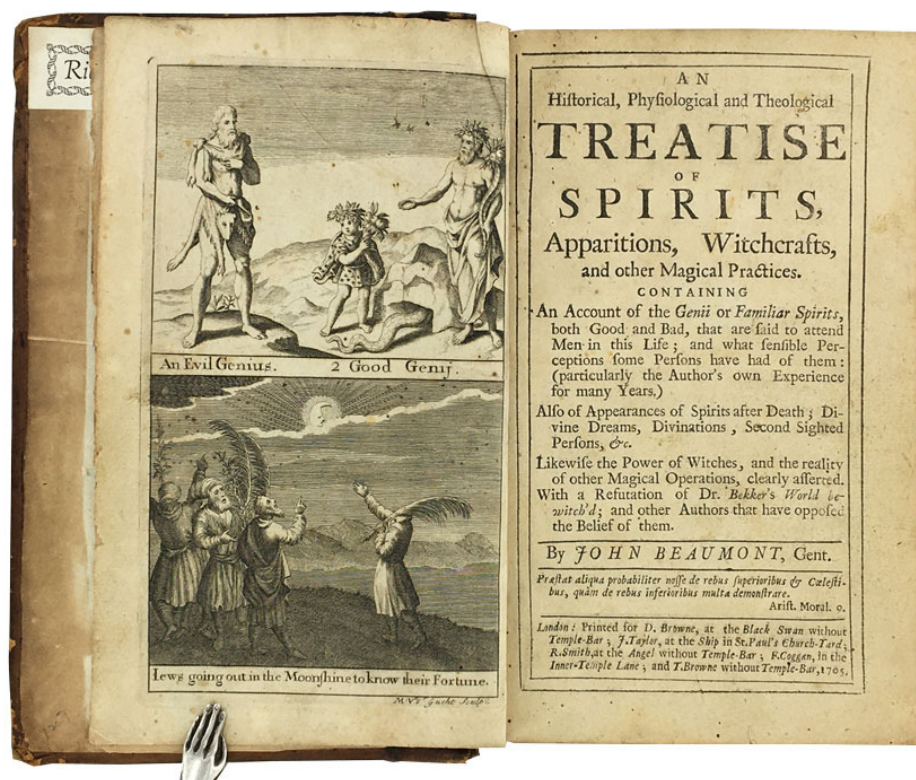 Ri
An Evil Genius. 2 Good Genij.
Iews going out in the Moonſhine to know their Fortune.
M. Vdr Gucht Sculp:
AN
Hiſtorical, Phyſiological and Theological
TREATISE
OF
SPIRITS,
Apparitions, Witchcrafts,
and other Magical Practices.
CONTAINING
An Account of the Genii or Familiar Spirits,
both Good and Bad, that are ſaid to attend
Men in this Life; and what ſenſible Per-
ceptions ſome Perſons have had of them:
(particularly the Author's own Experience
for many Years.)
Alſo of Appearances of Spirits after Death; Di-
vine Dreams, Divinations, Second Sighted
Perſons, &c.
Likewiſe the Power of Witches, and the reality
of other Magical Operations, clearly aſſerted.
With a Refutation of Dr. Bekker's World be-
witch'd; and other Authors that have oppoſed
the Belief of them.
By JOHN BEAUMONT, Gent.
Præſtat aliqua probabiliter noſſe de rebus ſuperioribus & Cæleſti-
bus, quàm de rebus inferioribus multa demonſtrare.
Ariſt. Moral. 9.
London: Printed for D. Browne, at the Black Swan without
Temple-Bar; J. Taylor, at the Ship in St. Paul's Church-Yard;
R. Smith, at the Angel without Temple-Bar; F. Coggan, in the
Inner-Temple Lane; and T. Browne without Temple-Bar, 1705.